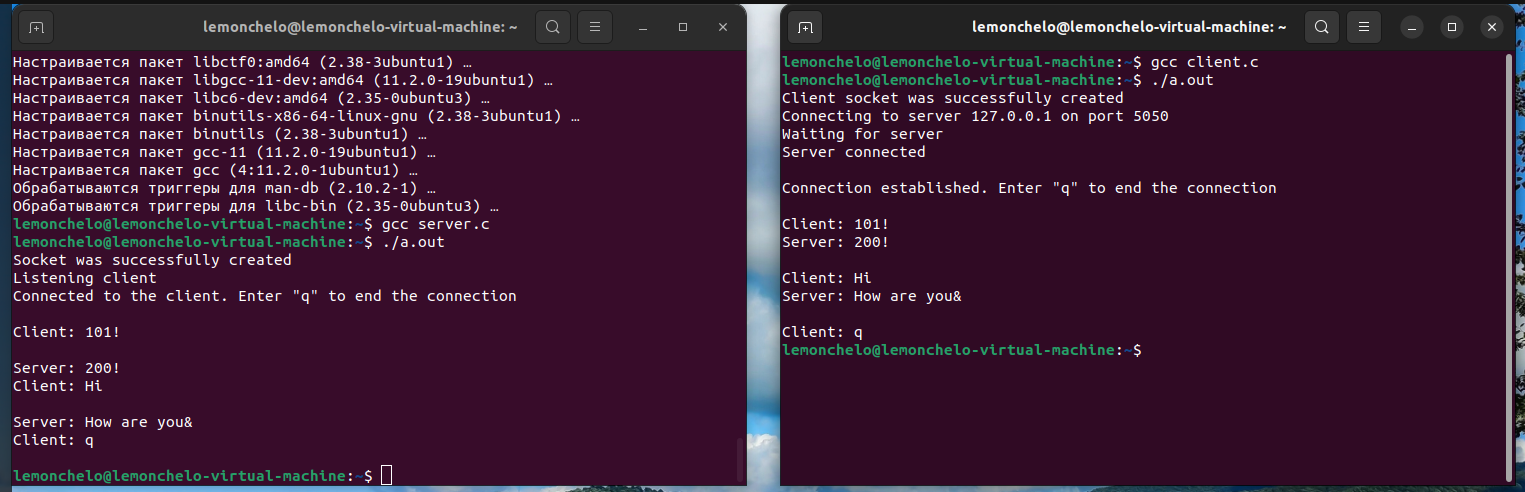 lemonchelo@lemonchelo-virtual-machine: ~
Настраивается пакет libctf0:amd64 (2.38-3ubuntu1) …
Настраивается пакет libgcc-11-dev:amd64 (11.2.0-19ubuntu1) …
Настраивается пакет libc6-dev:amd64 (2.35-0ubuntu3) …
Настраивается пакет binutils-x86-64-linux-gnu (2.38-3ubuntu1) …
Настраивается пакет binutils (2.38-3ubuntu1) …
Настраивается пакет gcc-11 (11.2.0-19ubuntu1) …
Настраивается пакет gcc (4:11.2.0-1ubuntu1) …
Обрабатываются триггеры для man-db (2.10.2-1) …
Обрабатываются триггеры для libc-bin (2.35-0ubuntu3) …
lemonchelo@lemonchelo-virtual-machine:~$ gcc server.c
lemonchelo@lemonchelo-virtual-machine:~$ ./a.out
Socket was successfully created
Listening client
Connected to the client. Enter "q" to end the connection
Client: 101!
Server: 200!
Client: Hi
Server: How are you&
Client: q
lemonchelo@lemonchelo-virtual-machine:~$
lemonchelo@lemonchelo-virtual-machine: ~
lemonchelo@lemonchelo-virtual-machine:~$ gcc client.c
lemonchelo@lemonchelo-virtual-machine:~$ ./a.out
Client socket was successfully created
Connecting to server 127.0.0.1 on port 5050
Waiting for server
Server connected
Connection established. Enter "q" to end the connection
Client: 101!
Server: 200!
Client: Hi
Server: How are you&
Client: q
lemonchelo@lemonchelo-virtual-machine:~$